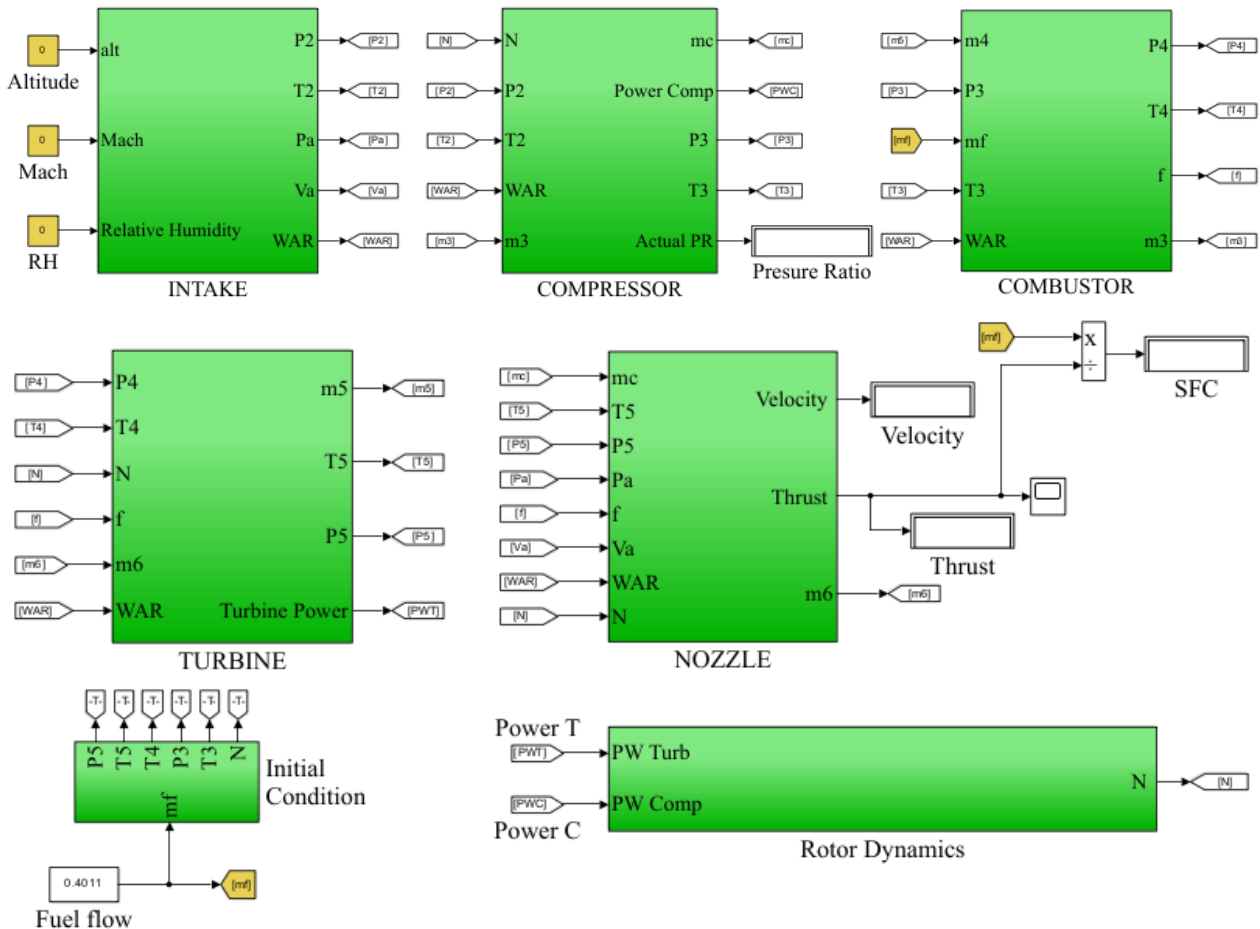 0
alt
Altitude
0
Mach
Mach
0
Relative Humidity
RH
P2
[P2]
T2
[T2]
Pa
[Pa]
Va
[Va]
WAR
[WAR]
INTAKE
[N]
N
[P2]
P2
[T2]
T2
[WAR]
WAR
[m3]
m3
mc
[mc]
Power Comp
[PWC]
P3
[P3]
T3
[T3]
Actual PR
Presure Ratio
COMPRESSOR
[m5]
m4
[P3]
P3
[mf]
mf
[T3]
T3
[WAR]
WAR
P4
[P4]
T4
[T4]
f
[f]
m3
[m3]
COMBUSTOR
[P4]
P4
[T4]
T4
[N]
N
[f]
f
[m6]
m6
[WAR]
WAR
m5
[m5]
T5
[T5]
P5
[P5]
Turbine Power
[PWT]
TURBINE
[mc]
mc
[T5]
T5
[P5]
P5
[Pa]
Pa
[f]
f
[Va]
Va
[WAR]
WAR
[N]
N
Velocity
Velocity
Thrust
Thrust
m6
[m6]
NOZZLE
[mf]
x
÷
SFC
-T-
-T-
-T-
-T-
-T-
-T-
P5
T5
T4
P3
T3
N
mf
Initial
Condition
0.4011
[mf]
Fuel flow
Power T
[PWT]
PW Turb
[PWC]
PW Comp
Power C
N
[N]
Rotor Dynamics